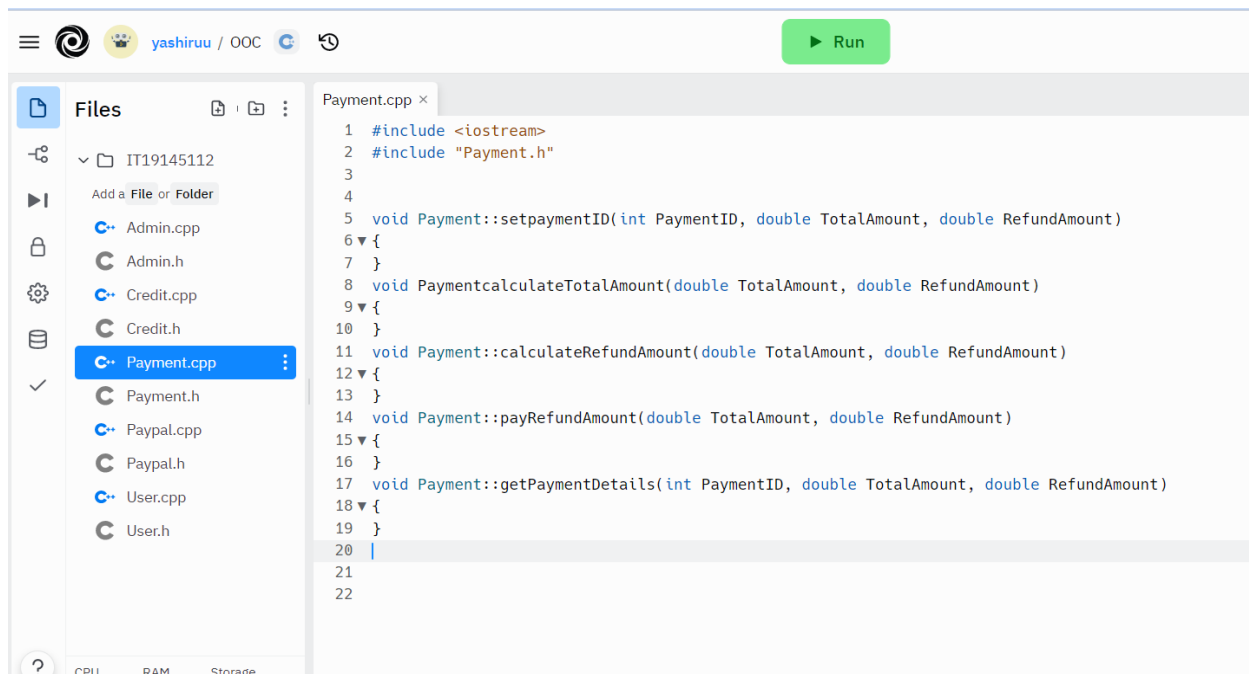 yashiruu / OOC
Run
Files
IT19145112
Add a File or Folder
Admin.cpp
Admin.h
Credit.cpp
Credit.h
Payment.cpp
Payment.h
Paypal.cpp
Paypal.h
User.cpp
User.h
CPU RAM Storage
Payment.cpp ×
1 #include <iostream>
2 #include "Payment.h"
3
4
5 void Payment::setpaymentID(int PaymentID, double TotalAmount, double RefundAmount)
6 {
7 }
8 void PaymentcalculateTotalAmount(double TotalAmount, double RefundAmount)
9 {
10 }
11 void Payment::calculateRefundAmount(double TotalAmount, double RefundAmount)
12 {
13 }
14 void Payment::payRefundAmount(double TotalAmount, double RefundAmount)
15 {
16 }
17 void Payment::getPaymentDetails(int PaymentID, double TotalAmount, double RefundAmount)
18 {
19 }
20
21
22